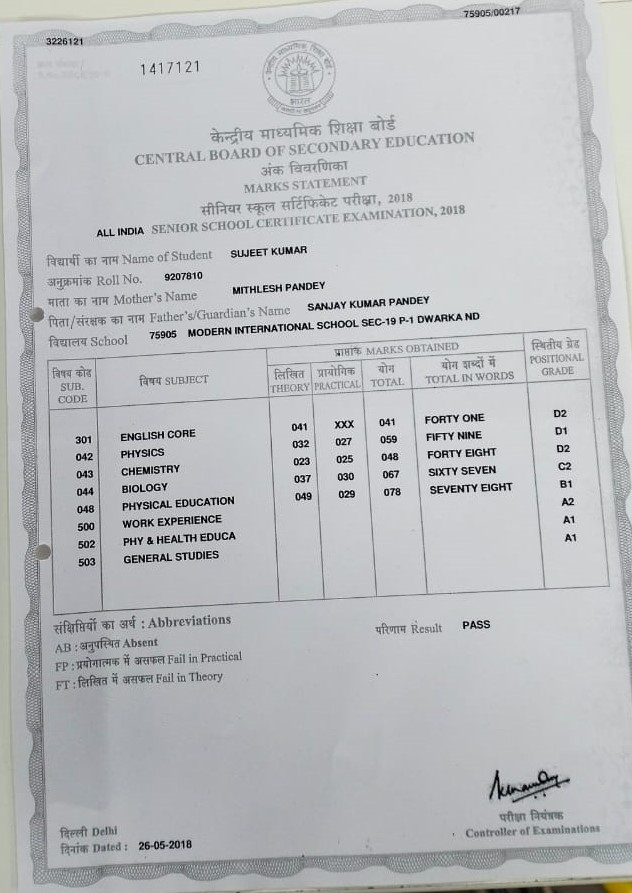 3226121
75905/00217
1417121
भारत
केन्द्रीय माध्यमिक शिक्षा बोर्ड
CENTRAL BOARD OF SECONDARY EDUCATION
अंक विवरणिका
MARKS STATEMENT
सीनियर स्कूल सर्टिफिकेट परीक्षा, 2018
ALL INDIA SENIOR SCHOOL CERTIFICATE EXAMINATION, 2018
विद्यार्थी का नाम Name of Student SUJEET KUMAR
अनुक्रमांक Roll No. 9207810
माता का नाम Mother's Name MITHLESH PANDEY
पिता/संरक्षक का नाम Father's/Guardian's Name SANJAY KUMAR PANDEY
विद्यालय School 75905 MODERN INTERNATIONAL SCHOOL SEC-19 P-1 DWARKA ND
विषय कोड SUB. CODE
विषय SUBJECT
प्राप्तांक MARKS OBTAINED
लिखित THEORY
प्रायोगिक PRACTICAL
योग TOTAL
योग शब्दों में TOTAL IN WORDS
स्थितीय ग्रेड POSITIONAL GRADE
301 ENGLISH CORE 041 XXX 041 FORTY ONE D2
042 PHYSICS 032 027 059 FIFTY NINE D1
043 CHEMISTRY 023 025 048 FORTY EIGHT D2
044 BIOLOGY 037 030 067 SIXTY SEVEN C2
048 PHYSICAL EDUCATION 049 029 078 SEVENTY EIGHT B1
500 WORK EXPERIENCE A2
502 PHY & HEALTH EDUCA A1
503 GENERAL STUDIES A1
संक्षिप्तियों का अर्थ : Abbreviations
परिणाम Result PASS
AB : अनुपस्थित Absent
FP : प्रयोगात्मक में असफल Fail in Practical
FT : लिखित में असफल Fail in Theory
दिल्ली Delhi
दिनांक Dated : 26-05-2018
परीक्षा नियंत्रक
Controller of Examinations